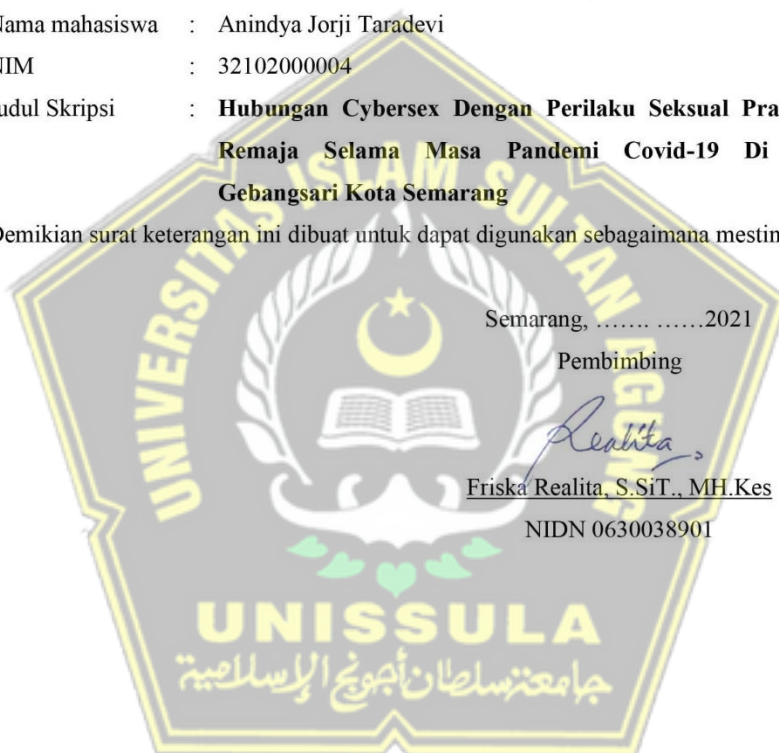 Nama mahasiswa : Anindya Jorji Taradevi
NIM : 32102000004
Judul Skripsi : Hubungan Cybersex Dengan Perilaku Seksual Pra
Remaja Selama Masa Pandemi Covid-19 Di
Gebangsari Kota Semarang
Demikian surat keterangan ini dibuat untuk dapat digunakan sebagaimana mestin
Semarang, ....... ......2021
Pembimbing
Realita
Friska Realita, S.SiT., MH.Kes
NIDN 0630038901
UNIVERSITAS ISLAM SULTAN AGUNG
UNISSULA
جامعتسلطان أجونج الإسلامية